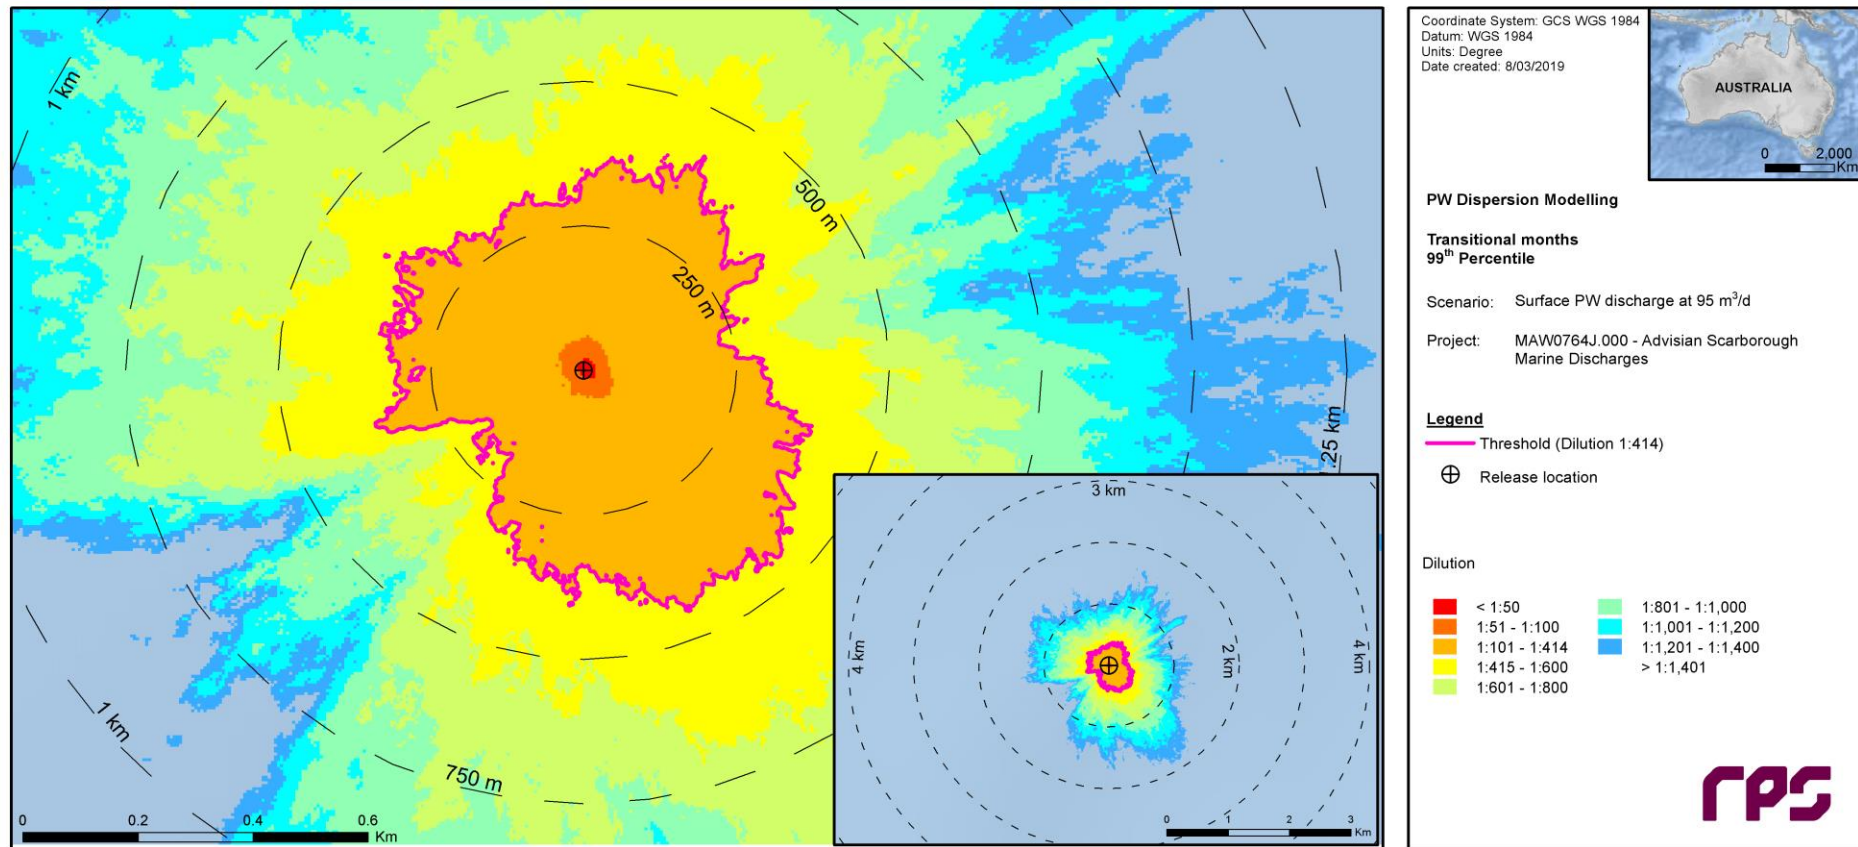 1 km
500 m
250 m
.25 km
1 km
750 m
0 0.2 0.4 0.6
Km
3 km
4 km
2 km
4 km
0 1 2 3
Km
Coordinate System: GCS WGS 1984
Datum: WGS 1984
Units: Degree
Date created: 8/03/2019
AUSTRALIA
0 2,000
Km
PW Dispersion Modelling
Transitional months
99th Percentile
Scenario: Surface PW discharge at 95 m³/d
Project: MAW0764J.000 - Advisian Scarborough
Marine Discharges
Legend
Threshold (Dilution 1:414)
Release location
Dilution
< 1:50
1:51 - 1:100
1:101 - 1:414
1:415 - 1:600
1:601 - 1:800
1:801 - 1:1,000
1:1,001 - 1:1,200
1:1,201 - 1:1,400
> 1:1,401
rps